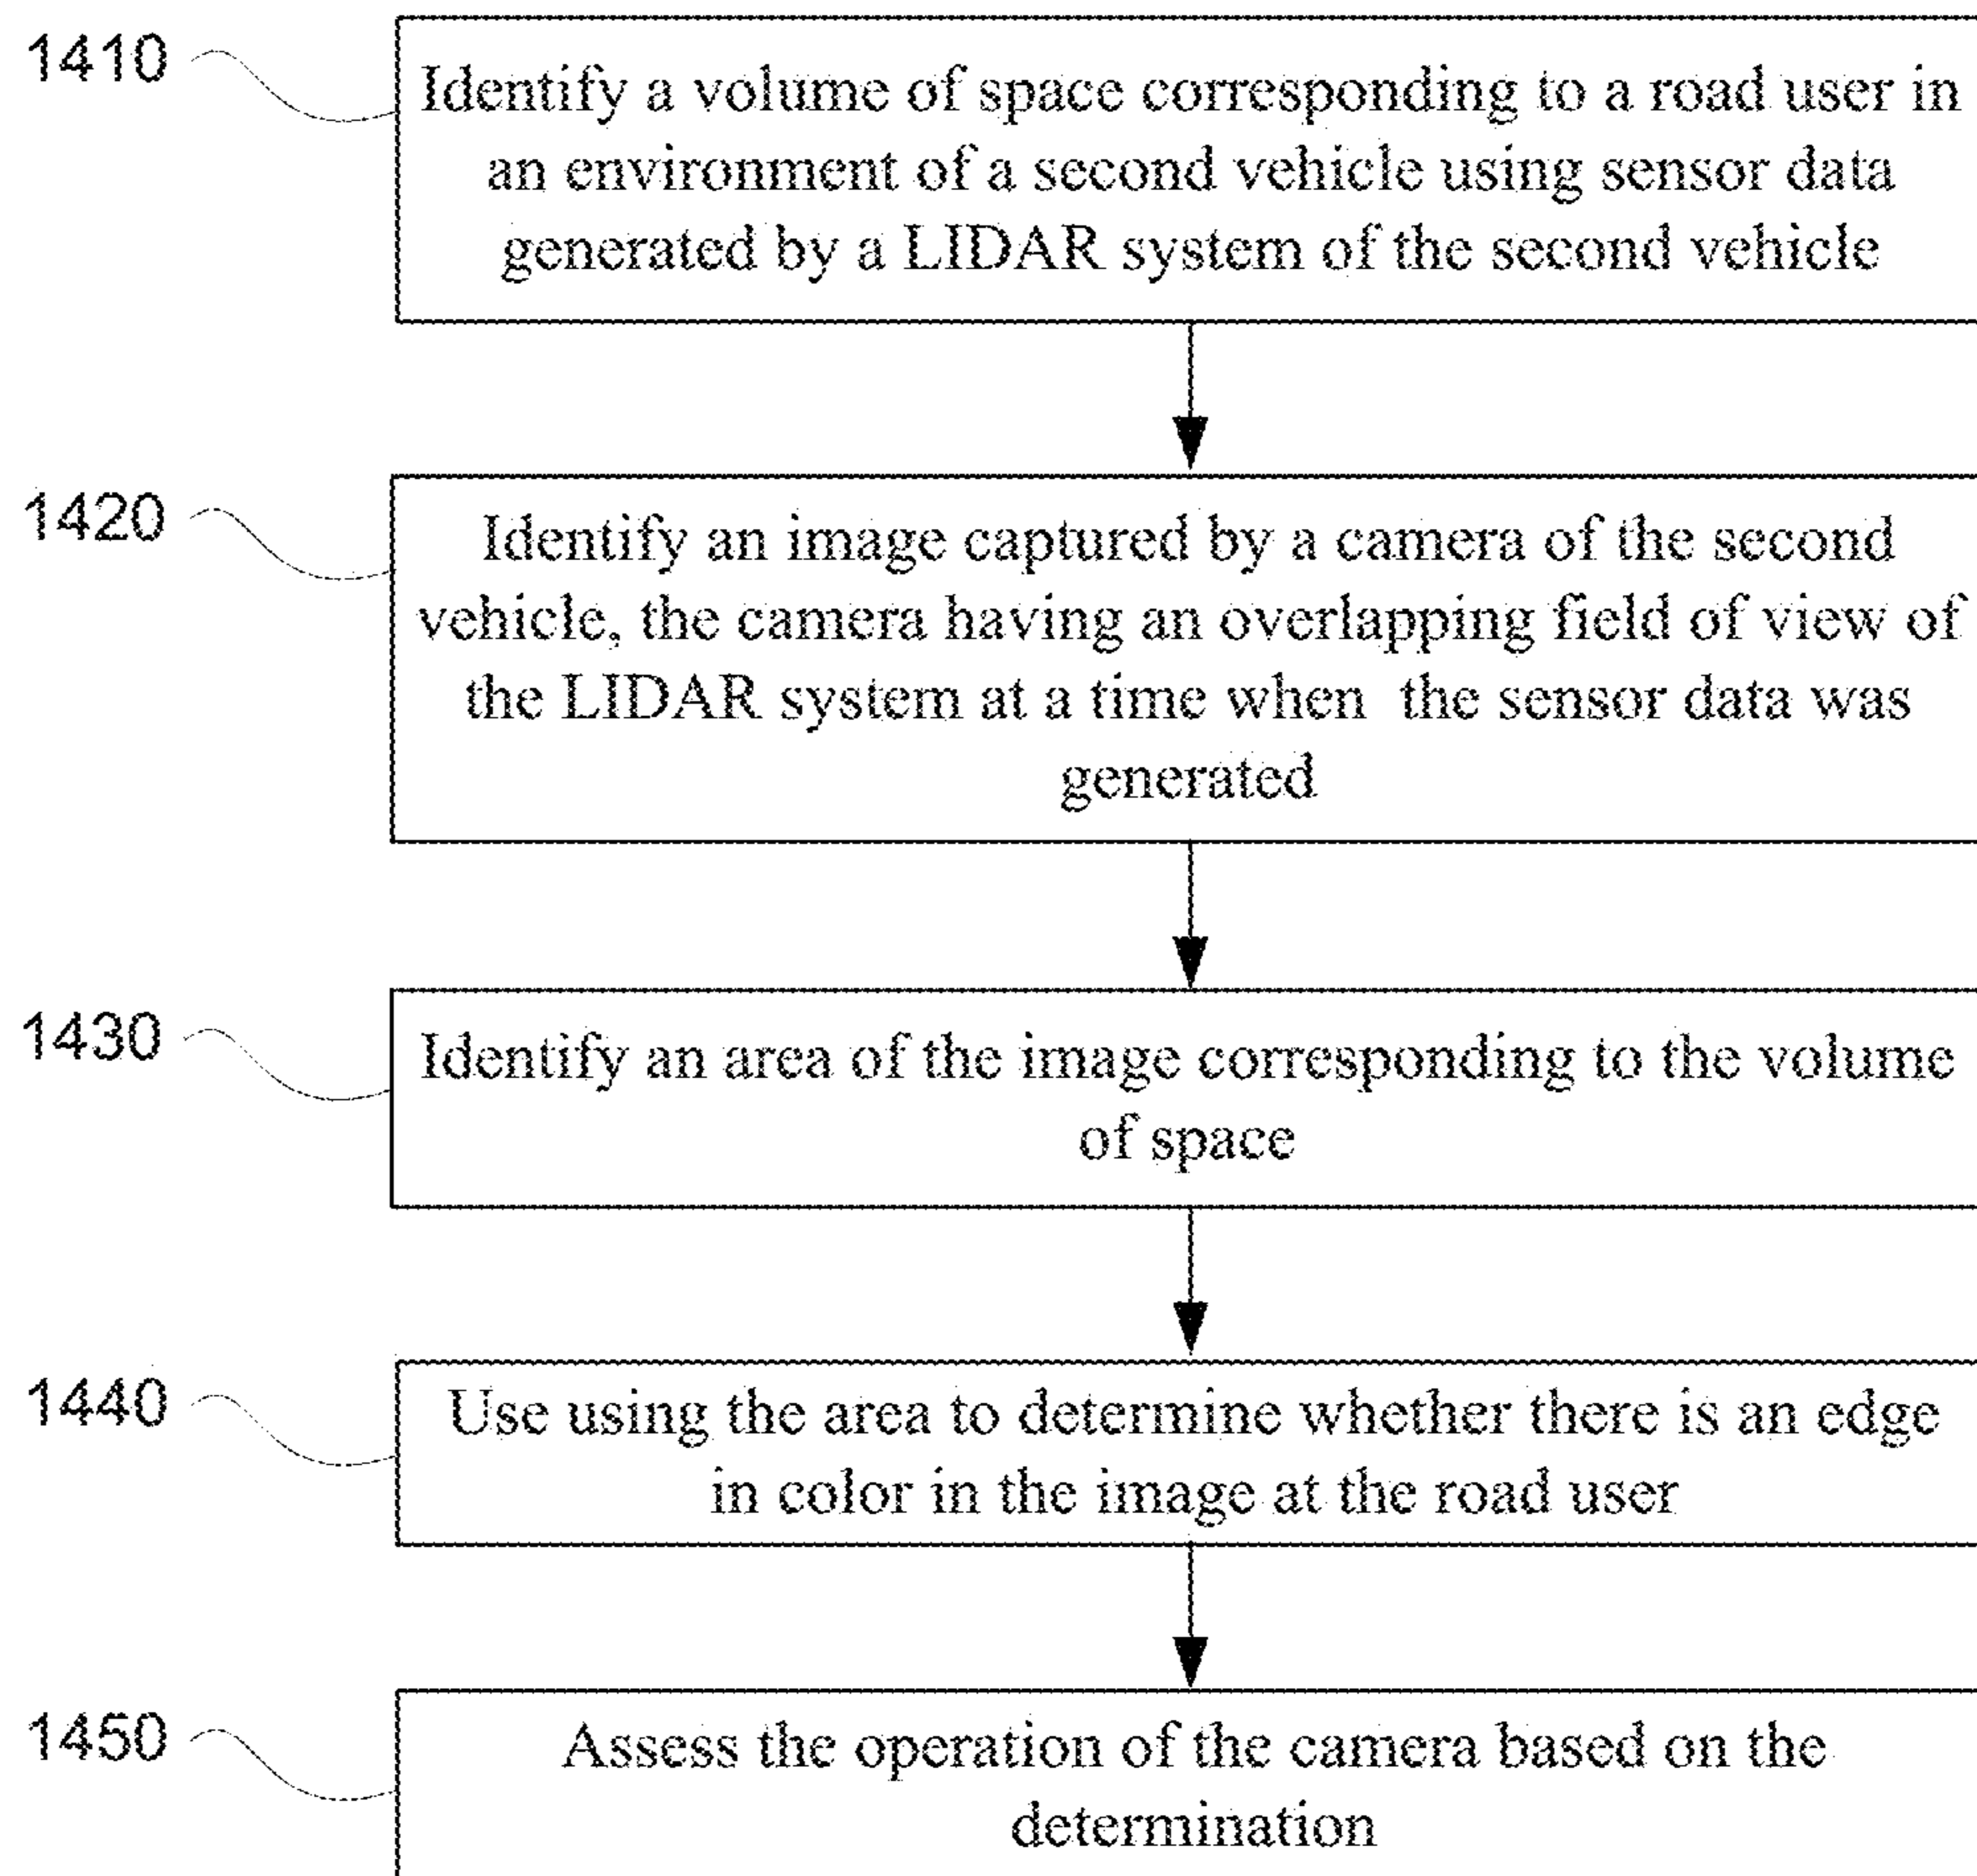 1410
Identify a volume of space corresponding to a road user in
an environment of a second vehicle using sensor data
generated by a LIDAR system of the second vehicle
1420
Identify an image captured by a camera of the second
vehicle, the camera having an overlapping field of view of
the LIDAR system at a time when the sensor data was
generated
1430
Identify an area of the image corresponding to the volume
of space
1440
Use using the area to determine whether there is an edge
in color in the image at the road user
1450
Assess the operation of the camera based on the
determination